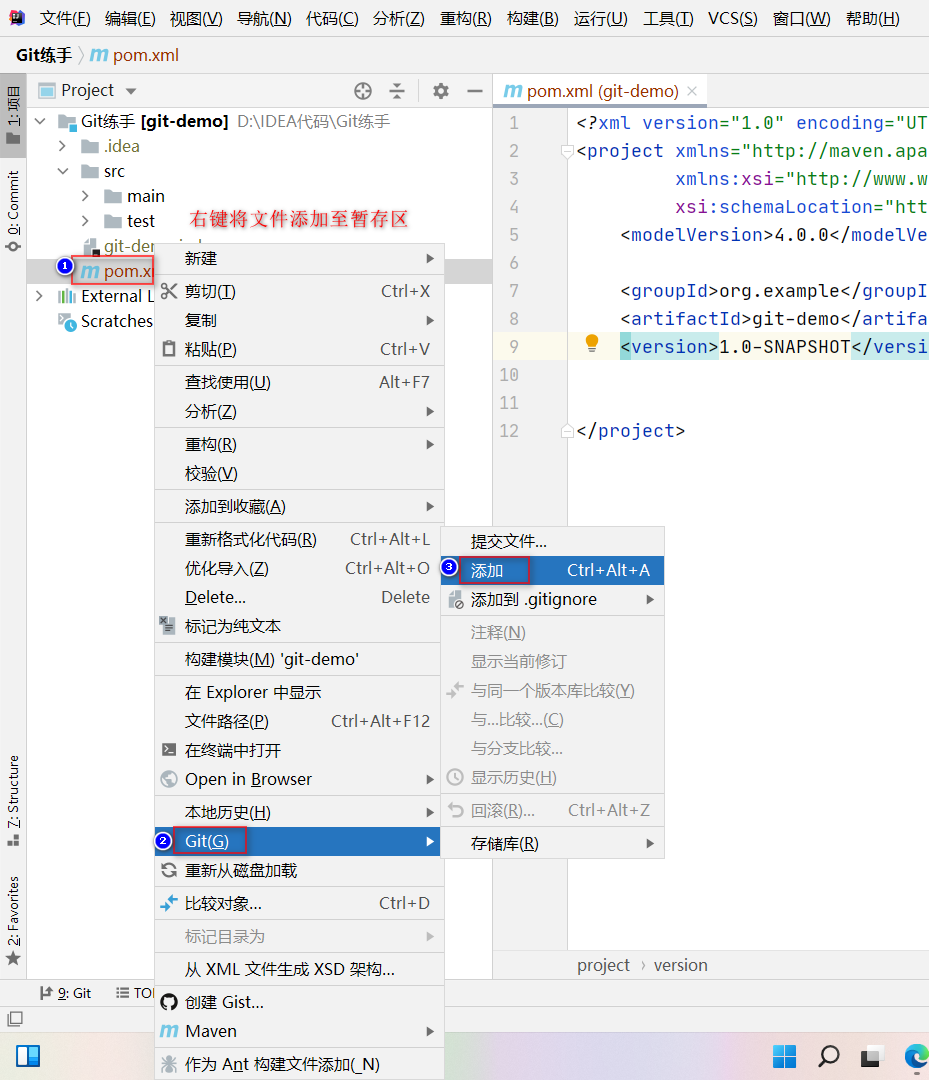 文件(F) 编辑(E) 视图(V) 导航(N) 代码(C) 分析(Z) 重构(R) 构建(B) 运行(U) 工具(T) VCS(S) 窗口(W) 帮助(H)
Git练手 pom.xml
1: 项目
0: Commit
Z: Structure
2: Favorites
Project
Git练手 [git-demo] D:\IDEA代码\Git练手
.idea
src
main
test
pom.x
External L
Scratches
右键将文件添加至暂存区
1
新建
剪切(T) Ctrl+X
复制
粘贴(P) Ctrl+V
查找使用(U) Alt+F7
分析(Z)
重构(R)
校验(V)
添加到收藏(A)
重新格式化代码(R) Ctrl+Alt+L
优化导入(Z) Ctrl+Alt+O
Delete... Delete
标记为纯文本
构建模块(M) 'git-demo'
在 Explorer 中显示
文件路径(P) Ctrl+Alt+F12
在终端中打开
Open in Browser
本地历史(H)
2 Git(G)
重新从磁盘加载
比较对象... Ctrl+D
标记目录为
从 XML 文件生成 XSD 架构...
创建 Gist...
Maven
作为 Ant 构建文件添加(_N)
提交文件...
3 添加 Ctrl+Alt+A
添加到 .gitignore
注释(N)
显示当前修订
与同一个版本库比较(Y)
与...比较...(C)
与分支比较...
显示历史(H)
回滚(R)... Ctrl+Alt+Z
存储库(R)
pom.xml (git-demo)
1 <?xml version="1.0" encoding="UT
2 <project xmlns="http://maven.apa
3 xmlns:xsi="http://www.w
4 xsi:schemaLocation="htt
5 <modelVersion>4.0.0</modelVe
6
7 <groupId>org.example</groupI
8 <artifactId>git-demo</artifa
9 <version>1.0-SNAPSHOT</versi
10
11
12 </project>
project › version
9: Git TO